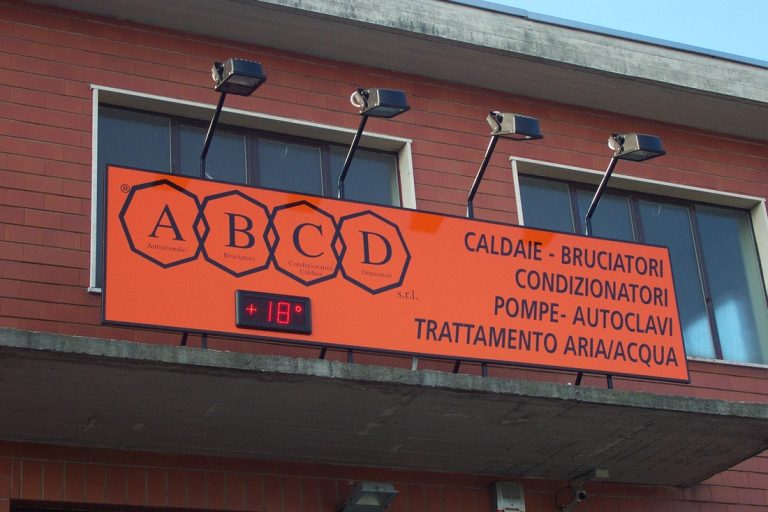 ® A B C D
Antincendio Bruciatori Condizionatori Depuratori
Caldaie
s.r.l.
+18°
CALDAIE - BRUCIATORI
CONDIZIONATORI
POMPE- AUTOCLAVI
TRATTAMENTO ARIA/ACQUA